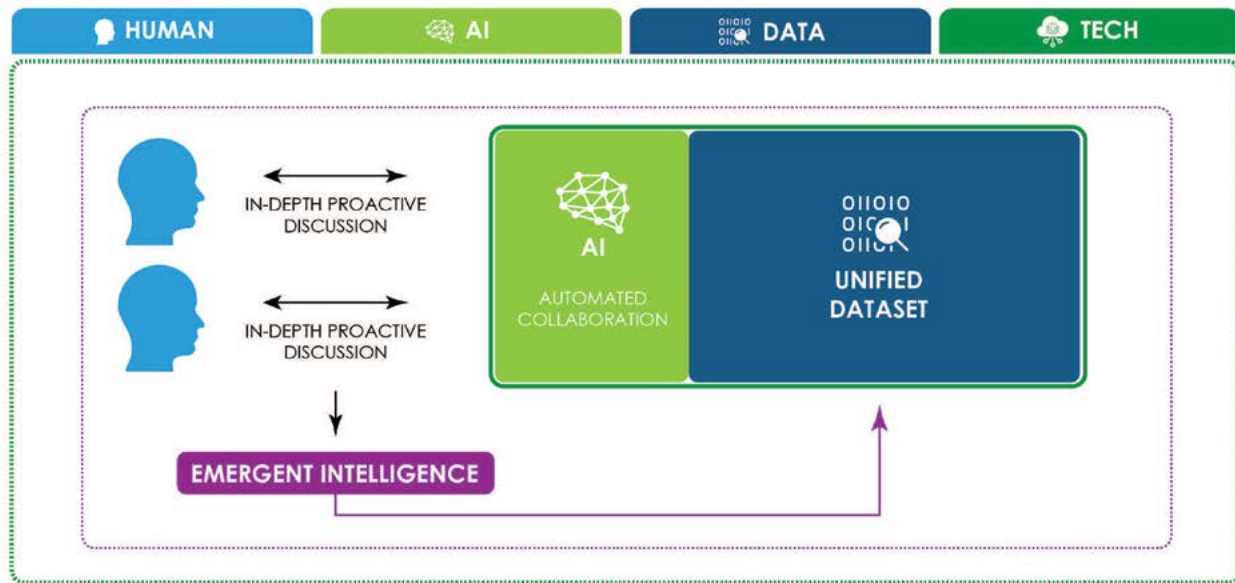 HUMAN
AI
DATA
TECH
IN-DEPTH PROACTIVE
DISCUSSION
IN-DEPTH PROACTIVE
DISCUSSION
AI
AUTOMATED
COLLABORATION
UNIFIED
DATASET
EMERGENT INTELLIGENCE